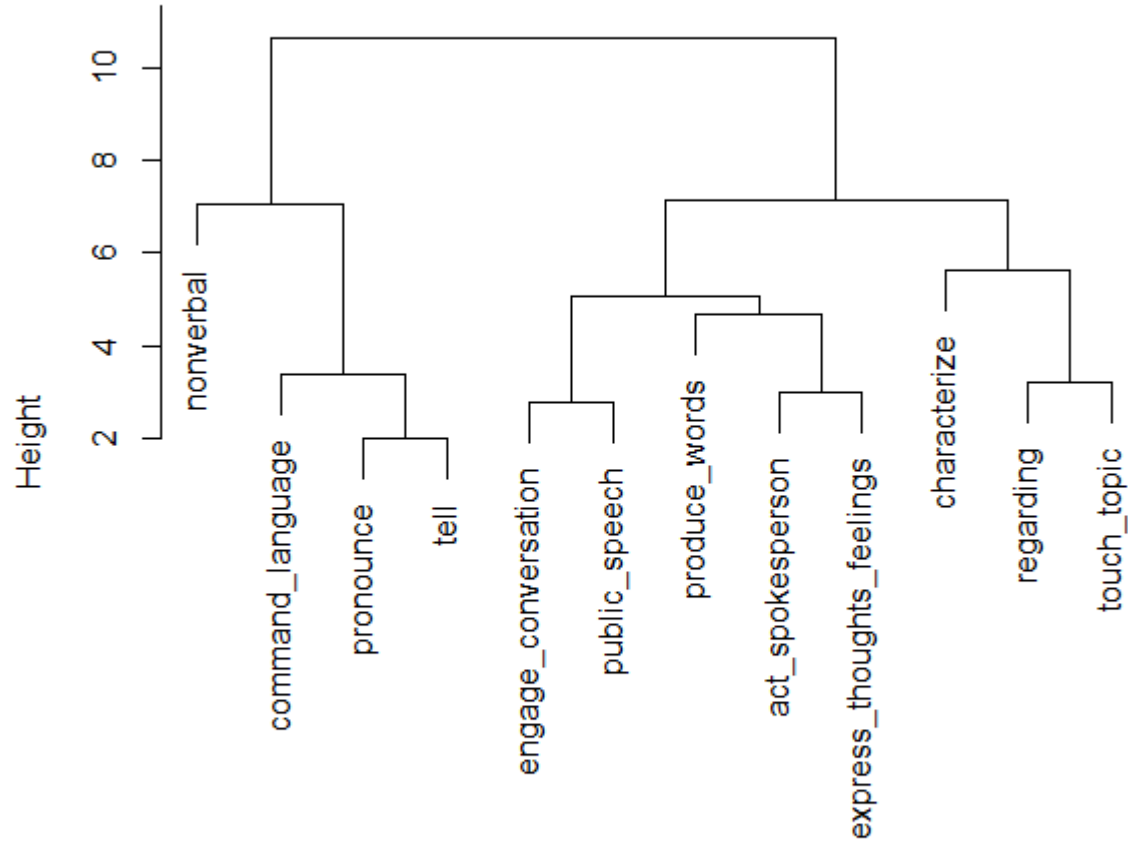 Height
10
8
6
4
2
nonverbal
command_language
pronounce
tell
engage_conversation
public_speech
produce_words
act_spokesperson
express_thoughts_feelings
characterize
regarding
touch_topic